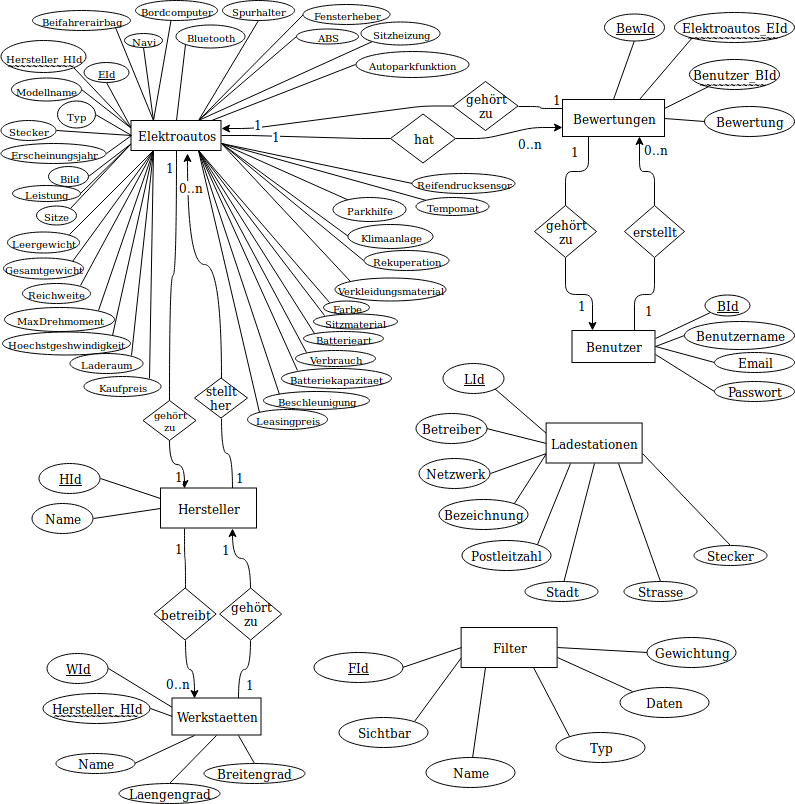 Bordcomputer
Spurhalter
Beifahrerairbag
Fensterheber
Navi
Bluetooth
ABS
Sitzheizung
Hersteller_HId
EId
Autoparkfunktion
Modellname
Typ
Stecker
Elektroautos
Erscheinungsjahr
Bild
Leistung
Sitze
Leergewicht
Gesamtgewicht
Reichweite
MaxDrehmoment
Hoechstgeshwindigkeit
Laderaum
Kaufpreis
Reifendrucksensor
Tempomat
Parkhilfe
Klimaanlage
Rekuperation
Verkleidungsmaterial
Farbe
Sitzmaterial
Batterieart
Verbrauch
Batteriekapazitaet
Beschleunigung
Leasingpreis
BewId
Elektroautos_EId
Benutzer_BId
Bewertung
Bewertungen
gehört
zu
1
1
hat
1
0..n
1
0..n
gehört
zu
erstellt
1
1
Benutzer
BId
Benutzername
Email
Passwort
1
0..n
gehört
zu
stellt
her
1
1
HId
Name
Hersteller
1
1
betreibt
gehört
zu
0..n
1
WId
Hersteller_HId
Werkstaetten
Name
Laengengrad
Breitengrad
LId
Betreiber
Ladestationen
Netzwerk
Bezeichnung
Postleitzahl
Stadt
Strasse
Stecker
Filter
FId
Sichtbar
Name
Typ
Daten
Gewichtung